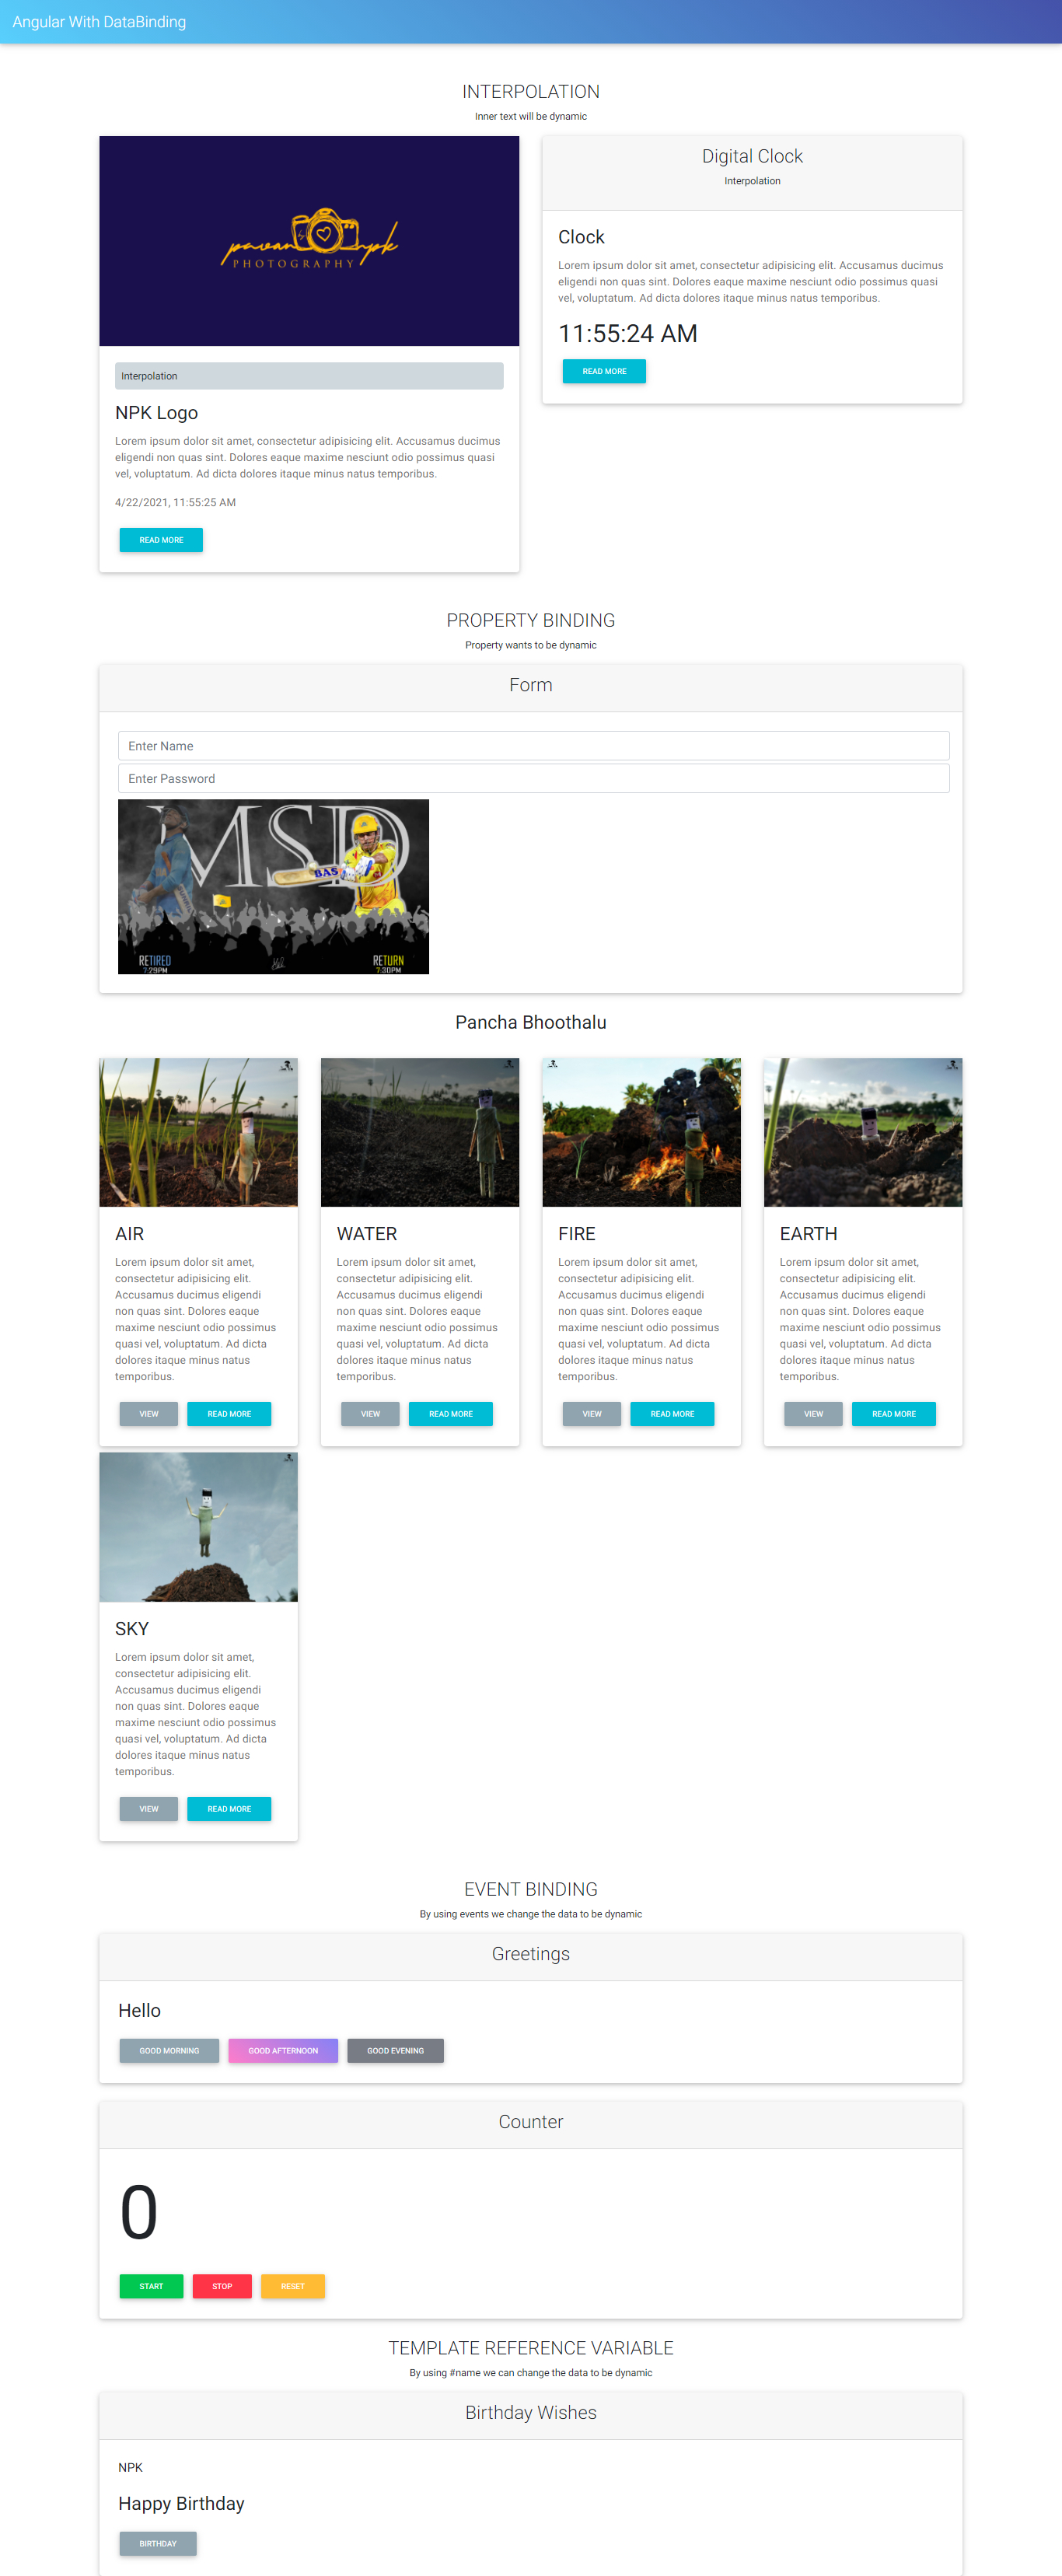 Angular With DataBinding
INTERPOLATION
Inner text will be dynamic
pavan by npk
PHOTOGRAPHY
Interpolation
NPK Logo
Lorem ipsum dolor sit amet, consectetur adipisicing elit. Accusamus ducimus
eligendi non quas sint. Dolores eaque maxime nesciunt odio possimus quasi
vel, voluptatum. Ad dicta dolores itaque minus natus temporibus.
4/22/2021, 11:55:25 AM
READ MORE
Digital Clock
Interpolation
Clock
Lorem ipsum dolor sit amet, consectetur adipisicing elit. Accusamus ducimus
eligendi non quas sint. Dolores eaque maxime nesciunt odio possimus quasi
vel, voluptatum. Ad dicta dolores itaque minus natus temporibus.
11:55:24 AM
READ MORE
PROPERTY BINDING
Property wants to be dynamic
Form
Enter Name
Enter Password
MSD
BAS
RETIRED
7:29PM
RETURN
7:30PM
Pancha Bhoothalu
AIR
Lorem ipsum dolor sit amet,
consectetur adipisicing elit.
Accusamus ducimus eligendi
non quas sint. Dolores eaque
maxime nesciunt odio possimus
quasi vel, voluptatum. Ad dicta
dolores itaque minus natus
temporibus.
VIEW READ MORE
WATER
Lorem ipsum dolor sit amet,
consectetur adipisicing elit.
Accusamus ducimus eligendi
non quas sint. Dolores eaque
maxime nesciunt odio possimus
quasi vel, voluptatum. Ad dicta
dolores itaque minus natus
temporibus.
VIEW READ MORE
FIRE
Lorem ipsum dolor sit amet,
consectetur adipisicing elit.
Accusamus ducimus eligendi
non quas sint. Dolores eaque
maxime nesciunt odio possimus
quasi vel, voluptatum. Ad dicta
dolores itaque minus natus
temporibus.
VIEW READ MORE
EARTH
Lorem ipsum dolor sit amet,
consectetur adipisicing elit.
Accusamus ducimus eligendi
non quas sint. Dolores eaque
maxime nesciunt odio possimus
quasi vel, voluptatum. Ad dicta
dolores itaque minus natus
temporibus.
VIEW READ MORE
SKY
Lorem ipsum dolor sit amet,
consectetur adipisicing elit.
Accusamus ducimus eligendi
non quas sint. Dolores eaque
maxime nesciunt odio possimus
quasi vel, voluptatum. Ad dicta
dolores itaque minus natus
temporibus.
VIEW READ MORE
EVENT BINDING
By using events we change the data to be dynamic
Greetings
Hello
GOOD MORNING GOOD AFTERNOON GOOD EVENING
Counter
0
START STOP RESET
TEMPLATE REFERENCE VARIABLE
By using #name we can change the data to be dynamic
Birthday Wishes
NPK
Happy Birthday
BIRTHDAY